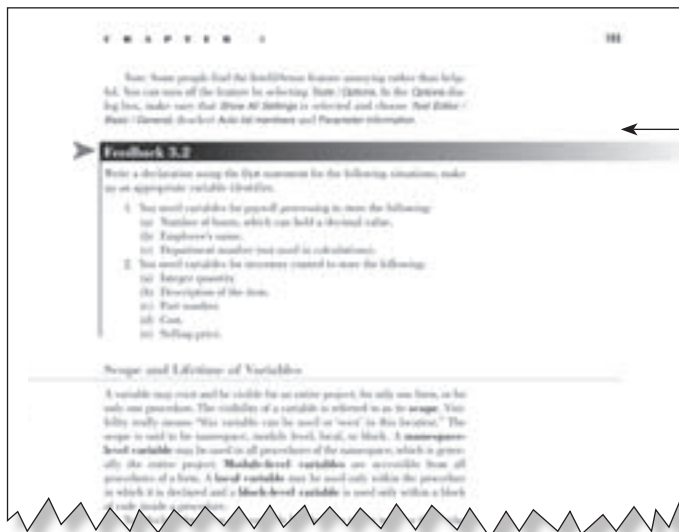 CHAPTER
Note: Some people find the IntelliSense feature annoying rather than help-
ful. You can turn off the feature by selecting Tools / Options. In the Options dia-
log box, make sure that Show All Settings is selected and choose Text Editor /
Basic / General; deselect Auto list members and Parameter information.
Feedback 3.2
Write a declaration using the Dim statement for the following situations; make
up an appropriate variable identifier.
1. You need variables for payroll processing to store the following:
(a) Number of hours, which can hold a decimal value.
(b) Employee's name.
(c) Department number (not used in calculations).
2. You need variables for inventory control to store the following:
(a) Integer quantity.
(b) Description of the item.
(c) Part number.
(d) Cost.
(e) Selling price.
Scope and Lifetime of Variables
A variable may exist and be visible for an entire project, for only one form, or for
only one procedure. The visibility of a variable is referred to as its scope. Visi-
bility really means "this variable can be used or 'seen' in this location." The
scope is said to be namespace, module level, local, or block. A namespace-
level variable may be used in all procedures of the namespace, which is gener-
ally the entire project. Module-level variables are accessible from all
procedures of a form. A local variable may be used only within the procedure
in which it is declared and a block-level variable is used only within a block
of code inside a procedure.